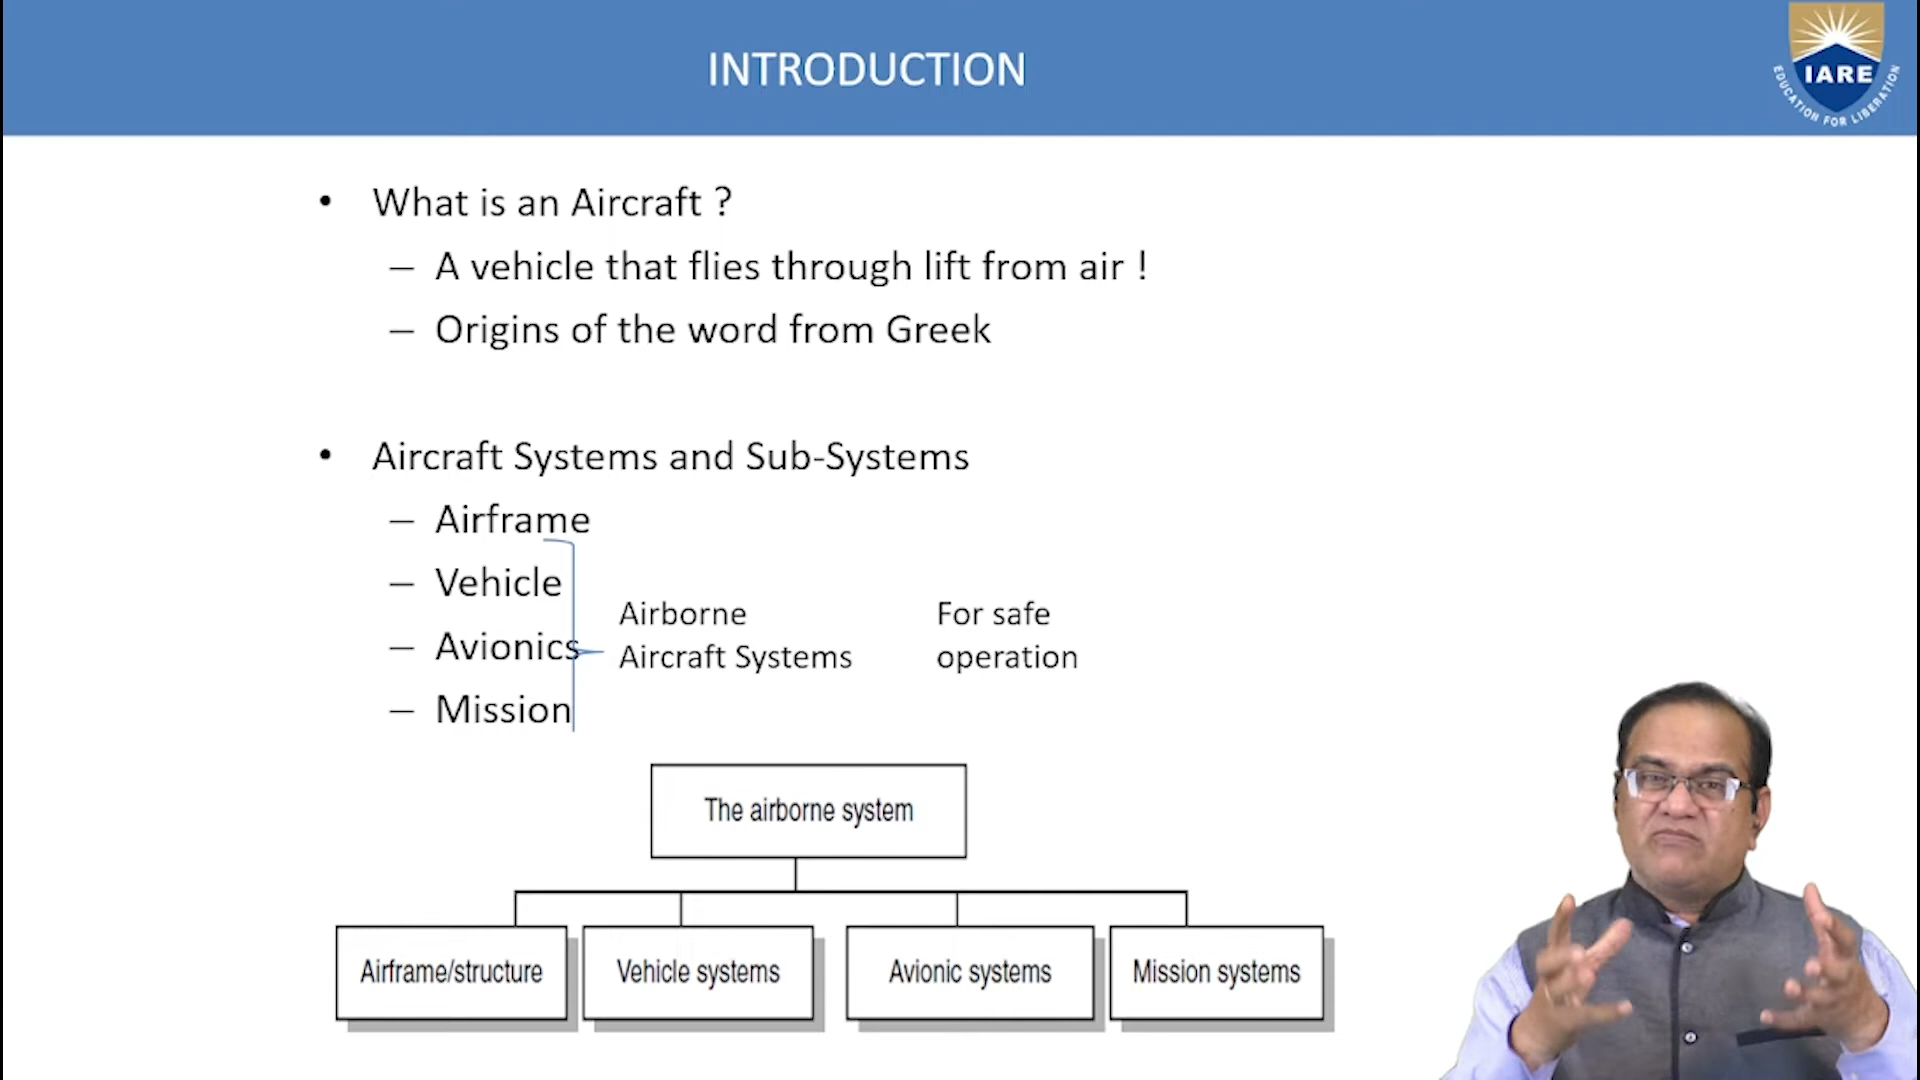 INTRODUCTION
IARE
EDUCATION FOR LIBERATION
• What is an Aircraft ?
– A vehicle that flies through lift from air !
– Origins of the word from Greek
• Aircraft Systems and Sub-Systems
– Airframe
– Vehicle
– Avionics
– Mission
Airborne
Aircraft Systems
For safe
operation
The airborne system
Airframe/structure
Vehicle systems
Avionic systems
Mission systems